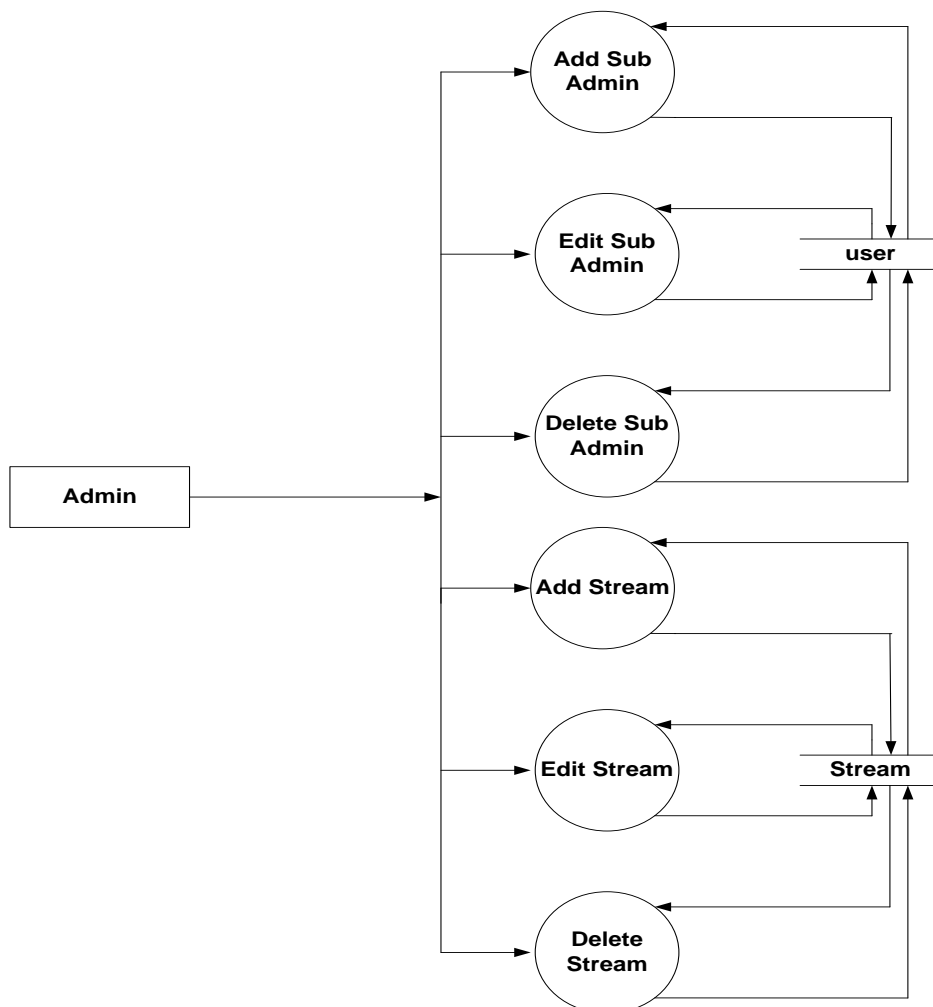 Add Sub
Admin
Edit Sub
Admin
user
Delete Sub
Admin
Admin
Add Stream
Edit Stream
Stream
Delete
Stream